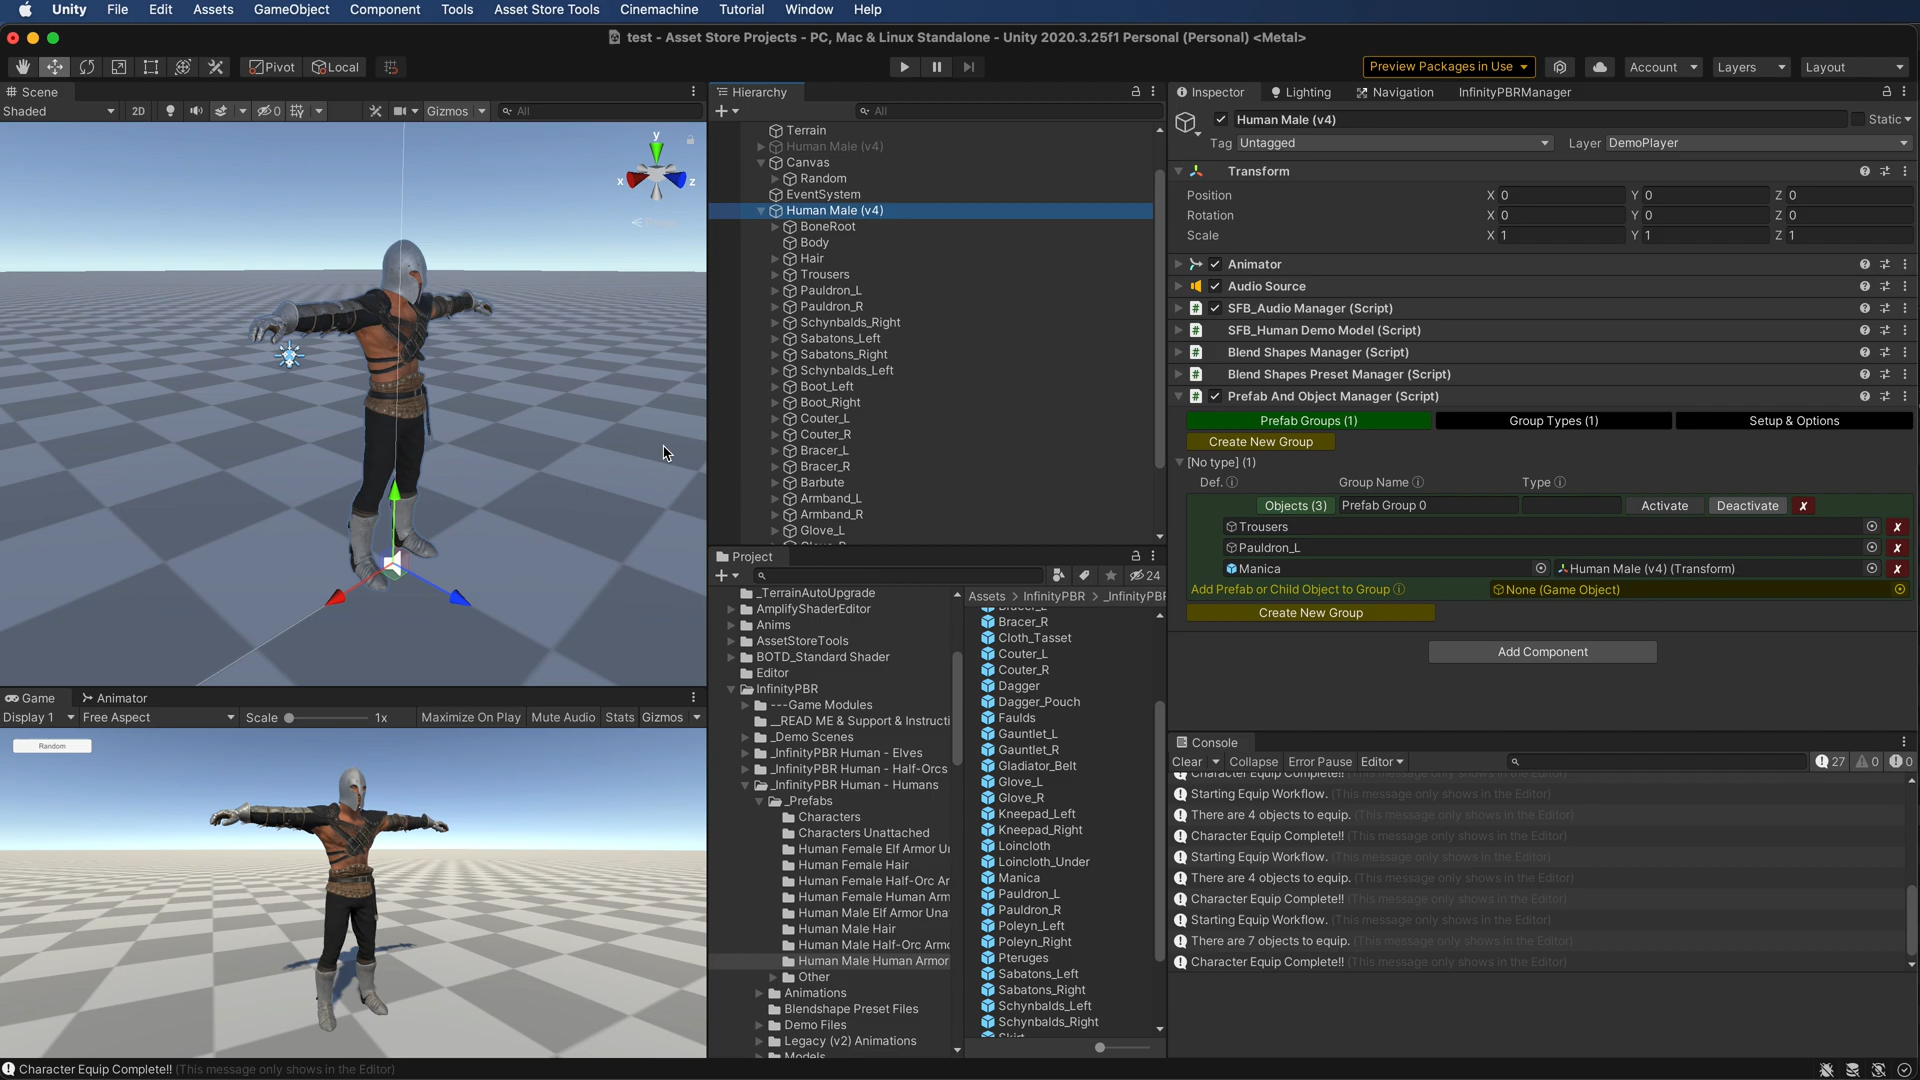 Unity File Edit Assets GameObject Component Tools Asset Store Tools Cinemachine Tutorial Window Help
test - Asset Store Projects - PC, Mac & Linux Standalone - Unity 2020.3.25f1 Personal (Personal) <Metal>
Pivot Local Preview Packages in Use Account Layers Layout
Scene
Shaded 2D 0 Gizmos All
y
x
z
Game Animator
Display 1 Free Aspect Scale 1x Maximize On Play Mute Audio Stats Gizmos
Random
Hierarchy
All
Terrain
Human Male (v4)
Canvas
Random
EventSystem
Human Male (v4)
BoneRoot
Body
Hair
Trousers
Pauldron_L
Pauldron_R
Schynbalds_Right
Sabatons_Left
Sabatons_Right
Schynbalds_Left
Boot_Left
Boot_Right
Couter_L
Couter_R
Bracer_L
Bracer_R
Barbute
Armband_L
Armband_R
Glove_L
Project
24
_TerrainAutoUpgrade
AmplifyShaderEditor
Anims
AssetStoreTools
BOTD_Standard Shader
Editor
InfinityPBR
---Game Modules
__READ ME & Support & Instructi
_Demo Scenes
_InfinityPBR Human - Elves
_InfinityPBR Human - Half-Orcs
_InfinityPBR Human - Humans
_Prefabs
Characters
Characters Unattached
Human Female Elf Armor Un
Human Female Hair
Human Female Half-Orc Ar
Human Female Human Arm
Human Male Elf Armor Una
Human Male Hair
Human Male Half-Orc Armo
Human Male Human Armor
Other
Animations
Blendshape Preset Files
Demo Files
Legacy (v2) Animations
Models
Assets > InfinityPBR > _InfinityPBR
Bracer_L
Bracer_R
Cloth_Tasset
Couter_L
Couter_R
Dagger
Dagger_Pouch
Faulds
Gauntlet_L
Gauntlet_R
Gladiator_Belt
Glove_L
Glove_R
Kneepad_Left
Kneepad_Right
Loincloth
Loincloth_Under
Manica
Pauldron_L
Pauldron_R
Poleyn_Left
Poleyn_Right
Pteruges
Sabatons_Left
Sabatons_Right
Schynbalds_Left
Schynbalds_Right
Skirt
Inspector Lighting Navigation InfinityPBRManager
Human Male (v4) Static
Tag Untagged Layer DemoPlayer
Transform
Position X 0 Y 0 Z 0
Rotation X 0 Y 0 Z 0
Scale X 1 Y 1 Z 1
Animator
Audio Source
SFB_Audio Manager (Script)
SFB_Human Demo Model (Script)
Blend Shapes Manager (Script)
Blend Shapes Preset Manager (Script)
Prefab And Object Manager (Script)
Prefab Groups (1) Group Types (1) Setup & Options
Create New Group
[No type] (1)
Def. Group Name Type
Objects (3) Prefab Group 0 Activate Deactivate X
Trousers X
Pauldron_L X
Manica Human Male (v4) (Transform) X
Add Prefab or Child Object to Group None (Game Object)
Create New Group
Add Component
Console
Clear Collapse Error Pause Editor 27 0 0
Character Equip Complete!! (This message only shows in the Editor)
Starting Equip Workflow. (This message only shows in the Editor)
There are 4 objects to equip. (This message only shows in the Editor)
Character Equip Complete!! (This message only shows in the Editor)
Starting Equip Workflow. (This message only shows in the Editor)
There are 4 objects to equip. (This message only shows in the Editor)
Character Equip Complete!! (This message only shows in the Editor)
Starting Equip Workflow. (This message only shows in the Editor)
There are 7 objects to equip. (This message only shows in the Editor)
Character Equip Complete!! (This message only shows in the Editor)
Character Equip Complete!! (This message only shows in the Editor)